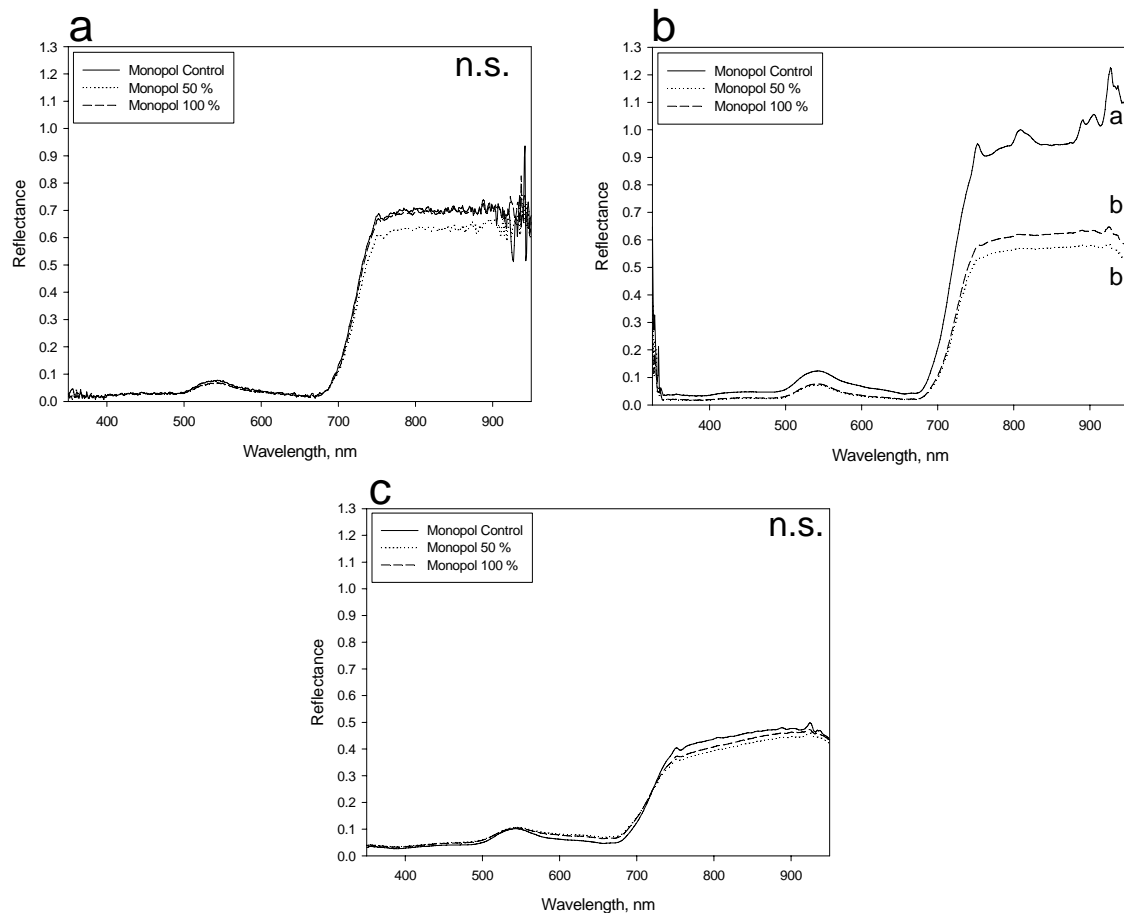 a
n.s.
Monopol Control
Monopol 50 %
Monopol 100 %
1.3
1.2
1.1
1.0
0.9
0.8
0.7
0.6
0.5
0.4
0.3
0.2
0.1
0.0
Reflectance
400 500 600 700 800 900
Wavelength, nm
b
Monopol Control
Monopol 50 %
Monopol 100 %
a
b
b
1.3
1.2
1.1
1.0
0.9
0.8
0.7
0.6
0.5
0.4
0.3
0.2
0.1
0.0
Reflectance
400 500 600 700 800 900
Wavelength, nm
c
n.s.
Monopol Control
Monopol 50 %
Monopol 100 %
1.3
1.2
1.1
1.0
0.9
0.8
0.7
0.6
0.5
0.4
0.3
0.2
0.1
0.0
Reflectance
400 500 600 700 800 900
Wavelength, nm